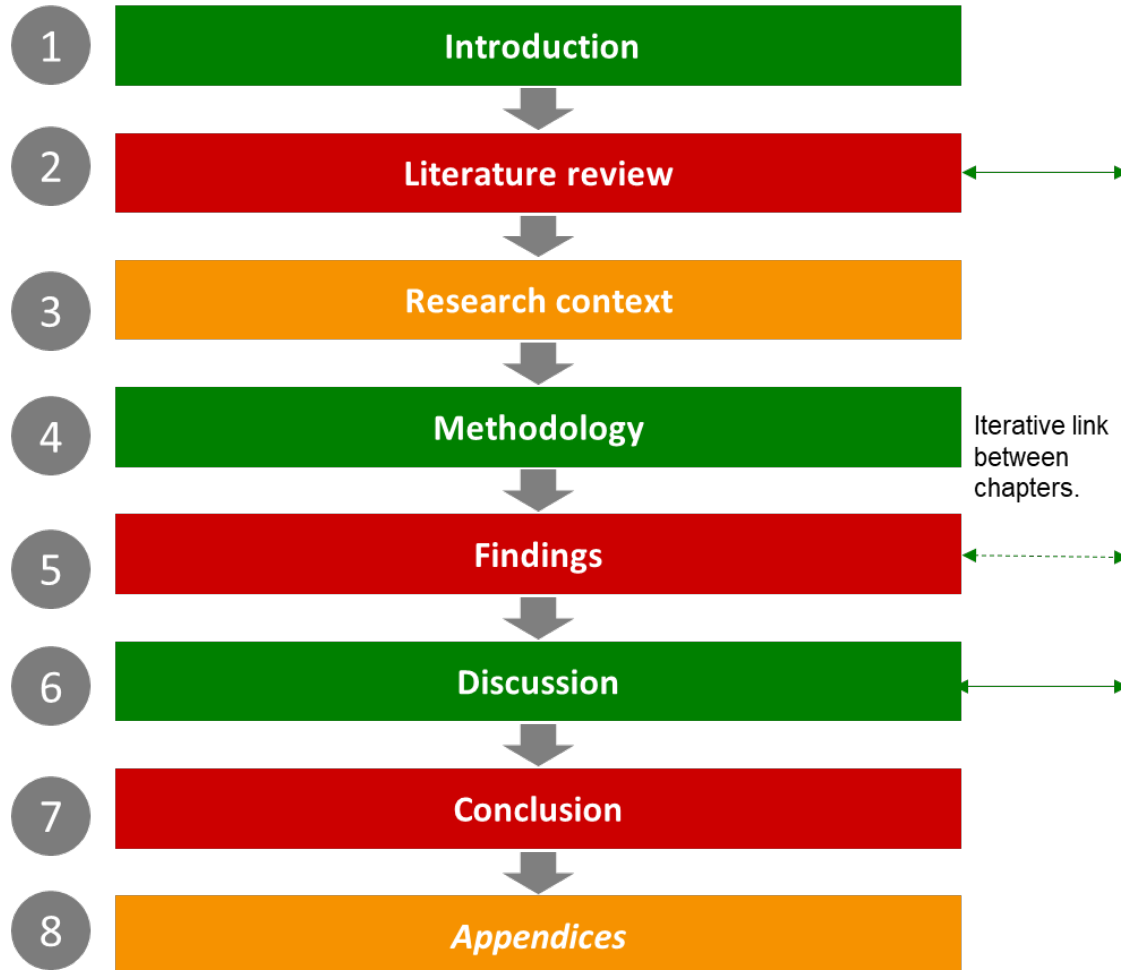 1
Introduction
2
Literature review
3
Research context
4
Methodology
Iterative link
between
chapters.
5
Findings
6
Discussion
7
Conclusion
8
Appendices